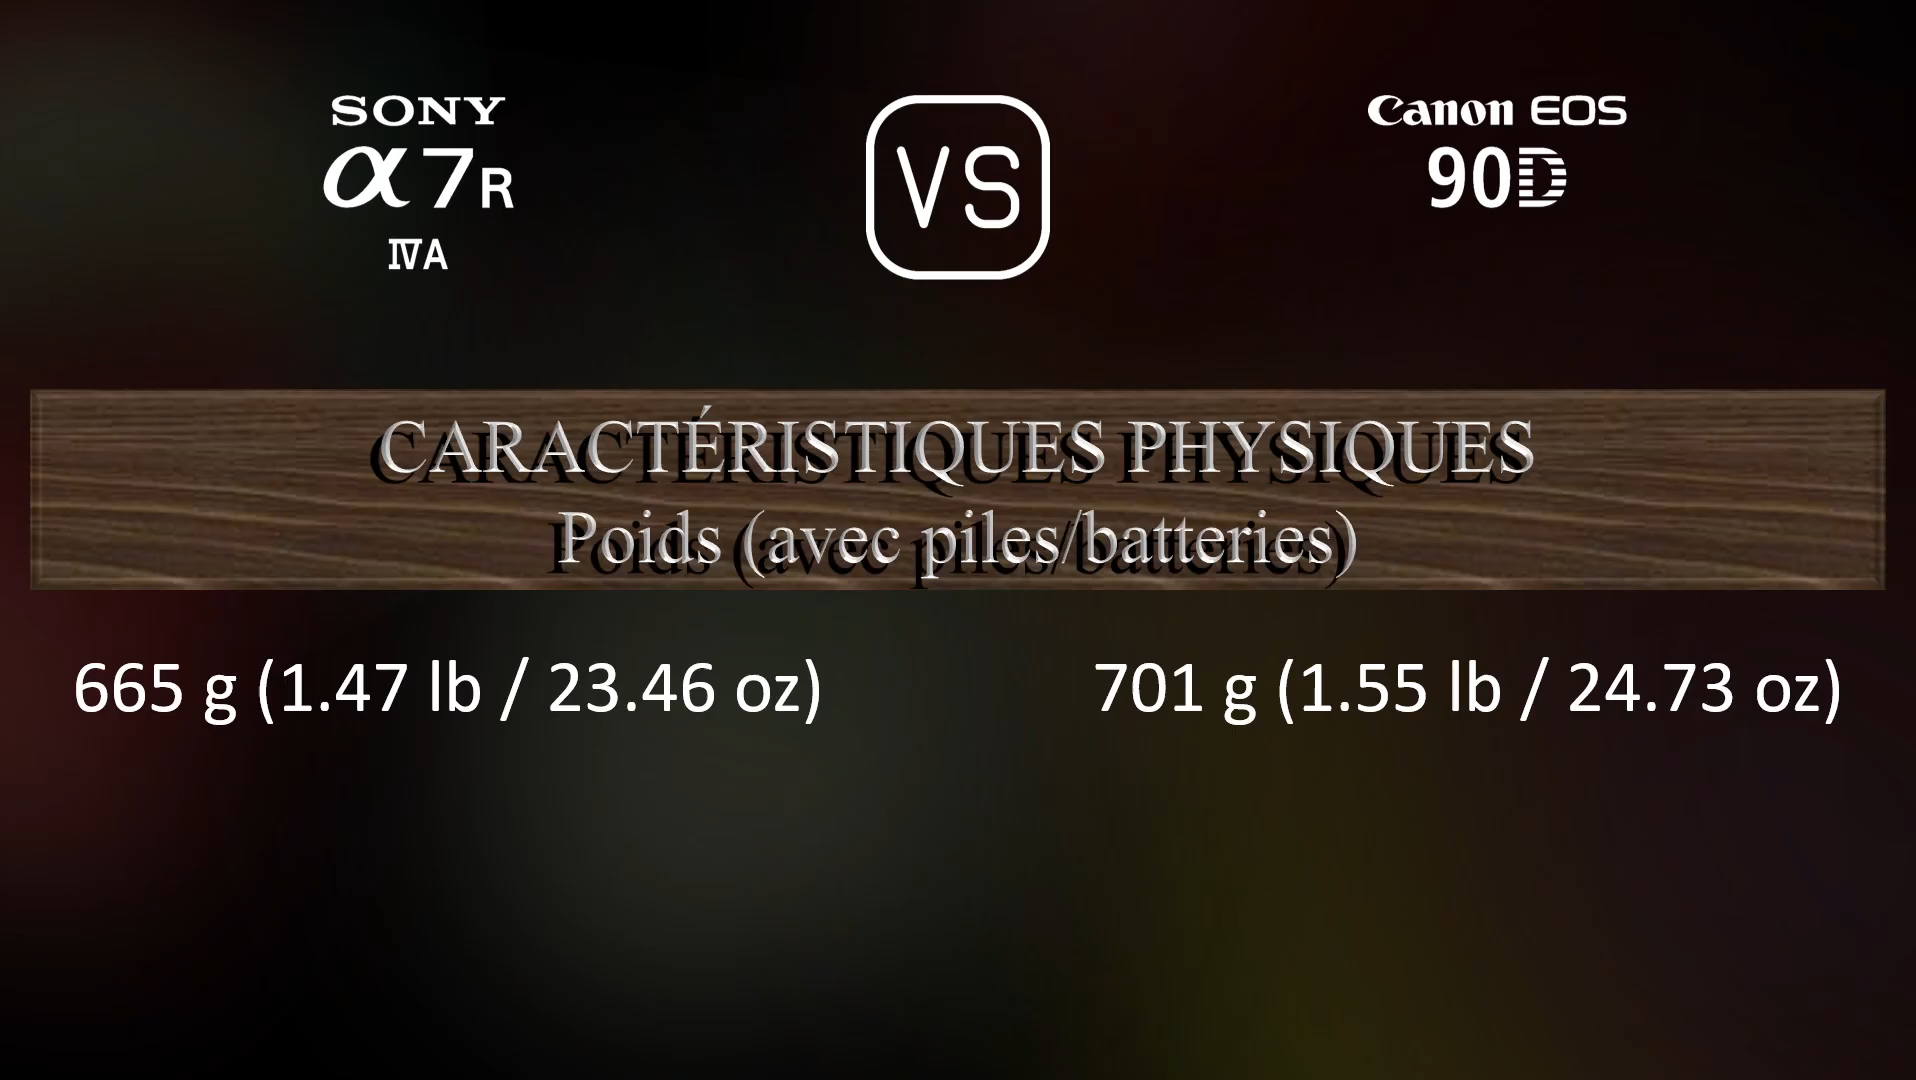 SONY
α7R
IVA
VS
Canon EOS
90D
CARACTÉRISTIQUES PHYSIQUES
Poids (avec piles/batteries)
665 g (1.47 lb / 23.46 oz)
701 g (1.55 lb / 24.73 oz)